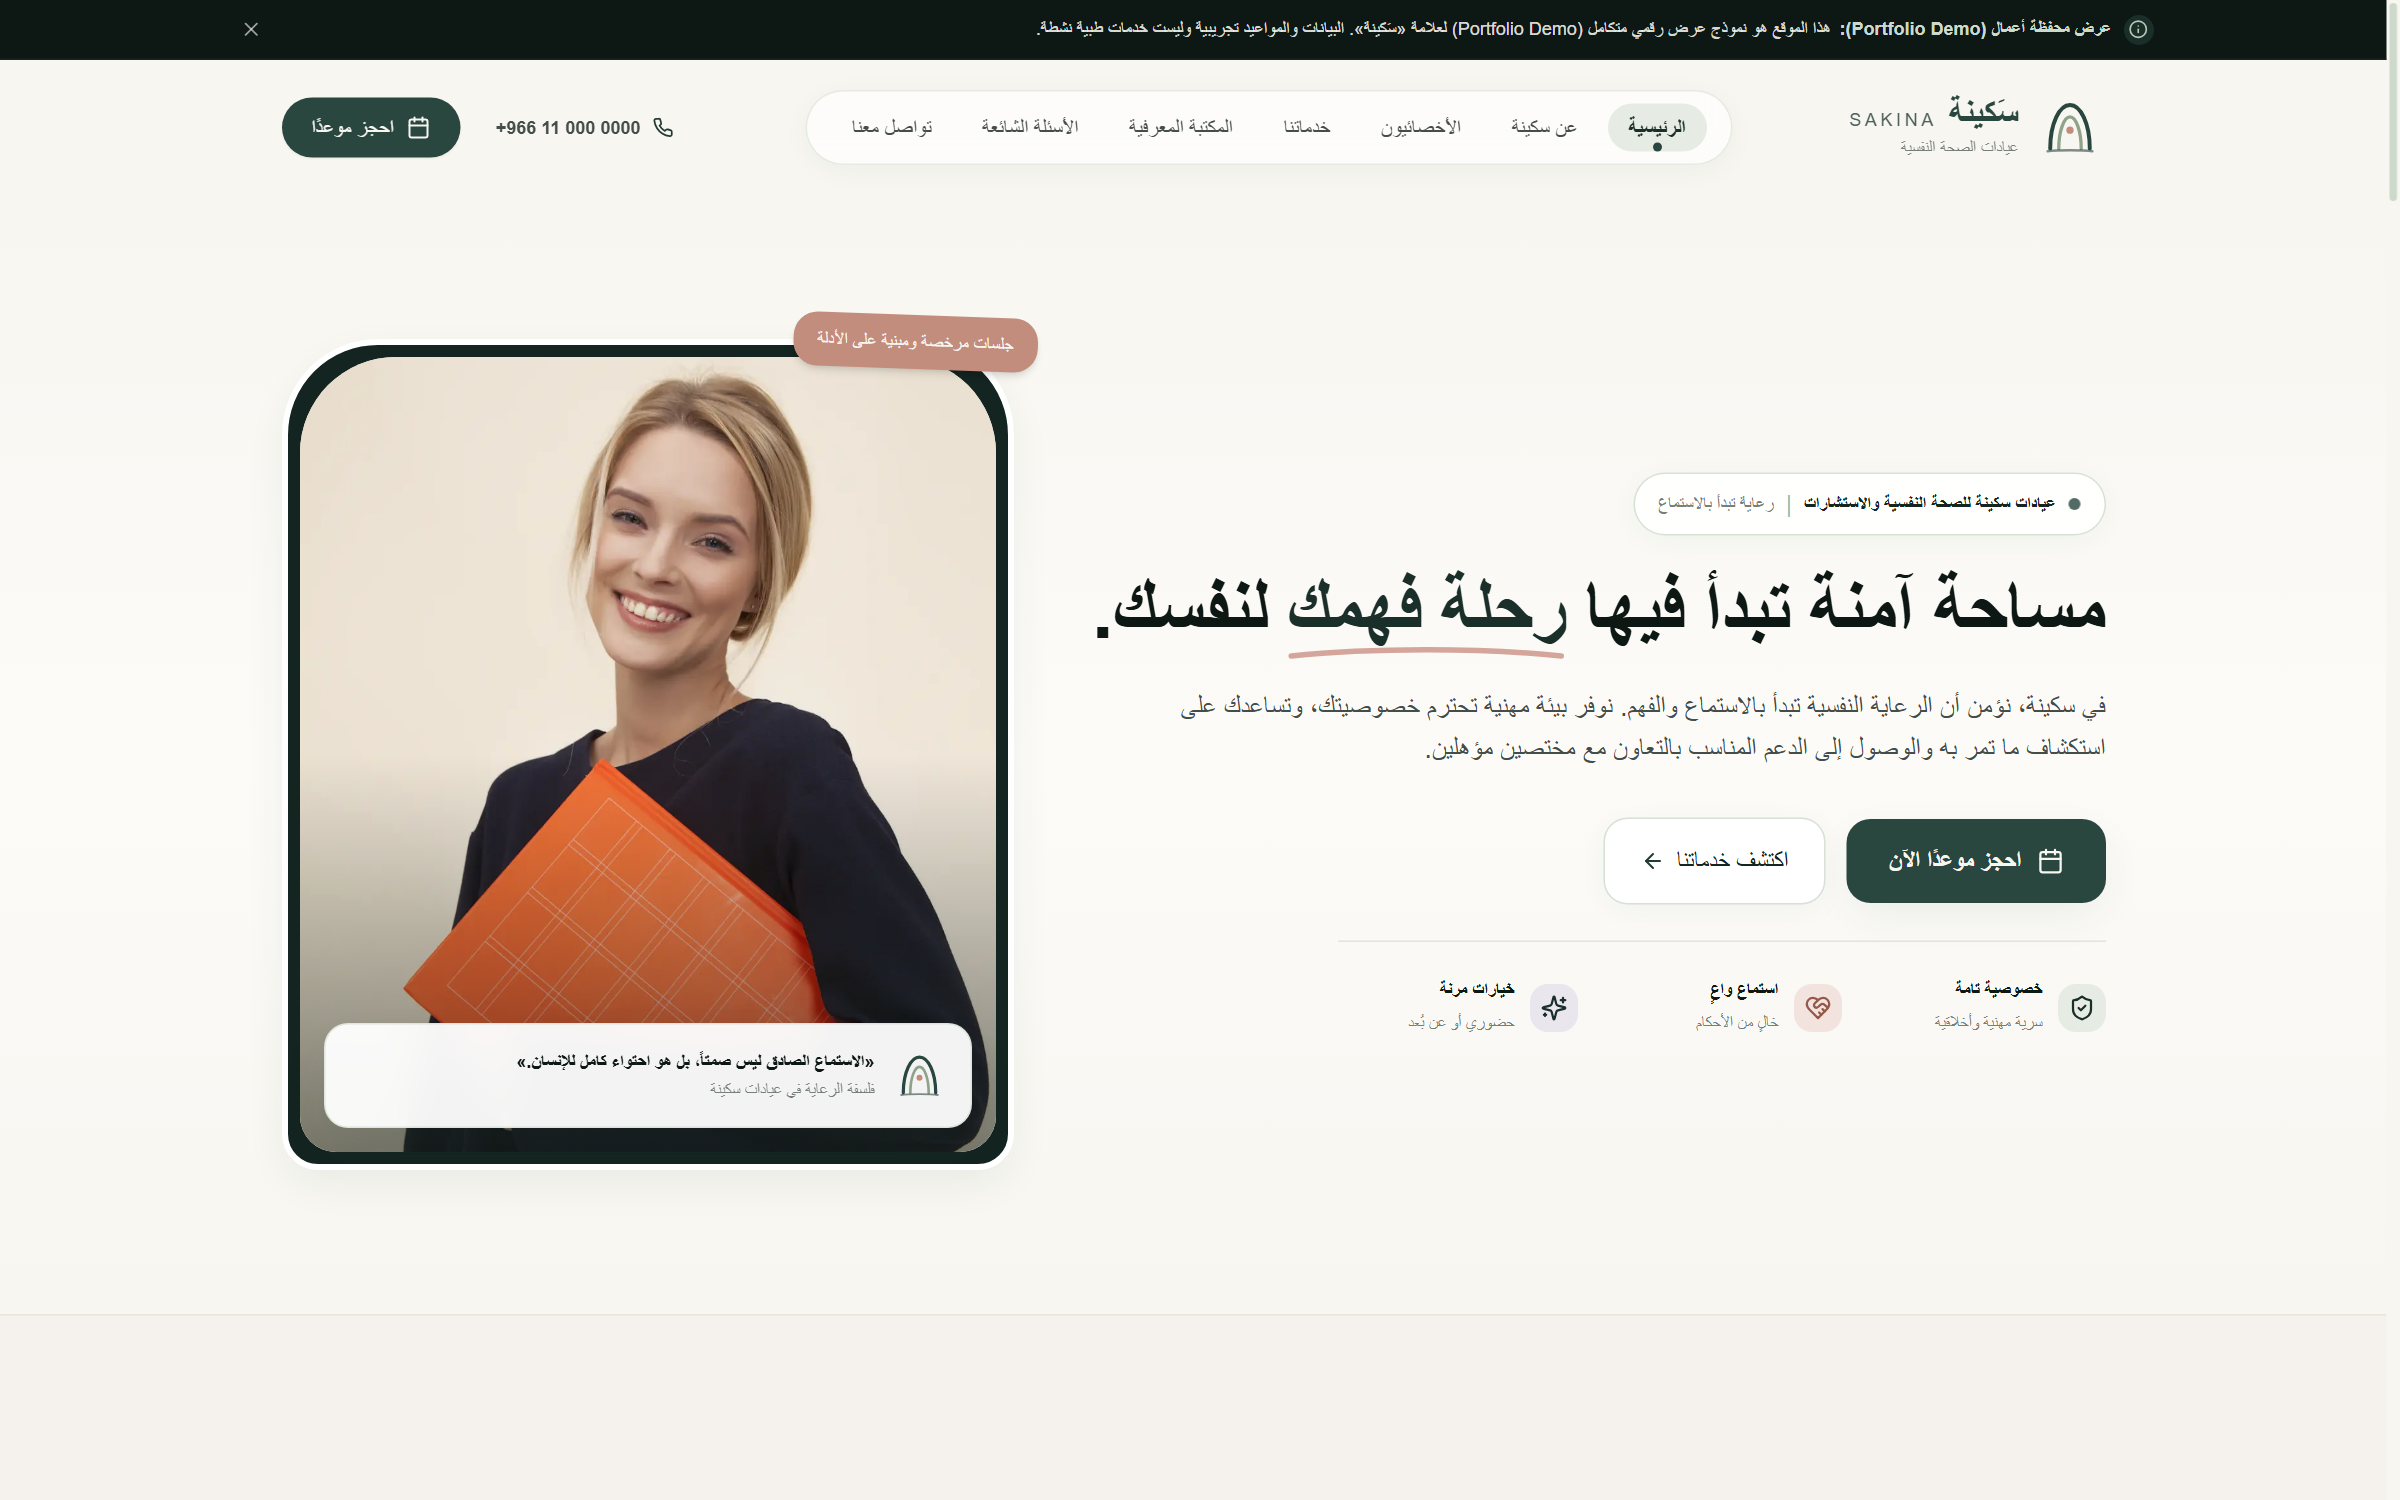 عرض محفظة أعمال (Portfolio Demo): هذا الموقع هو نموذج عرض رقمي متكامل (Portfolio Demo) لعلامة «سَكينة». البيانات والمواعيد تجريبية وليست خدمات طبية نشطة.
سَكينة SAKINA
عيادات الصحة النفسية
الرئيسية
عن سكينة
خدماتنا
الأخصائيون
المكتبة المعرفية
الأسئلة الشائعة
تواصل معنا
+966 11 000 0000
احجز موعدًا
جلسات مرخصة ومبنية على الأدلة
عيادات سكينة للصحة النفسية والاستشارات | رعاية تبدأ بالاستماع
مساحة آمنة تبدأ فيها رحلة فهمك لنفسك.
في سكينة، نؤمن أن الرعاية النفسية تبدأ بالاستماع والفهم. نوفر بيئة مهنية تحترم خصوصيتك، وتساعدك على
استكشاف ما تمر به والوصول إلى الدعم المناسب بالتعاون مع مختصين مؤهلين.
احجز موعدًا الآن
اكتشف خدماتنا
خصوصية تامة
سرية مهنية وأخلاقية
استماع واعٍ
خالٍ من الأحكام
خيارات مرنة
حضوري أو عن بُعد
«الاستماع الصادق ليس صمتاً، بل هو احتواء كامل للإنسان.»
فلسفة الرعاية في عيادات سكينة